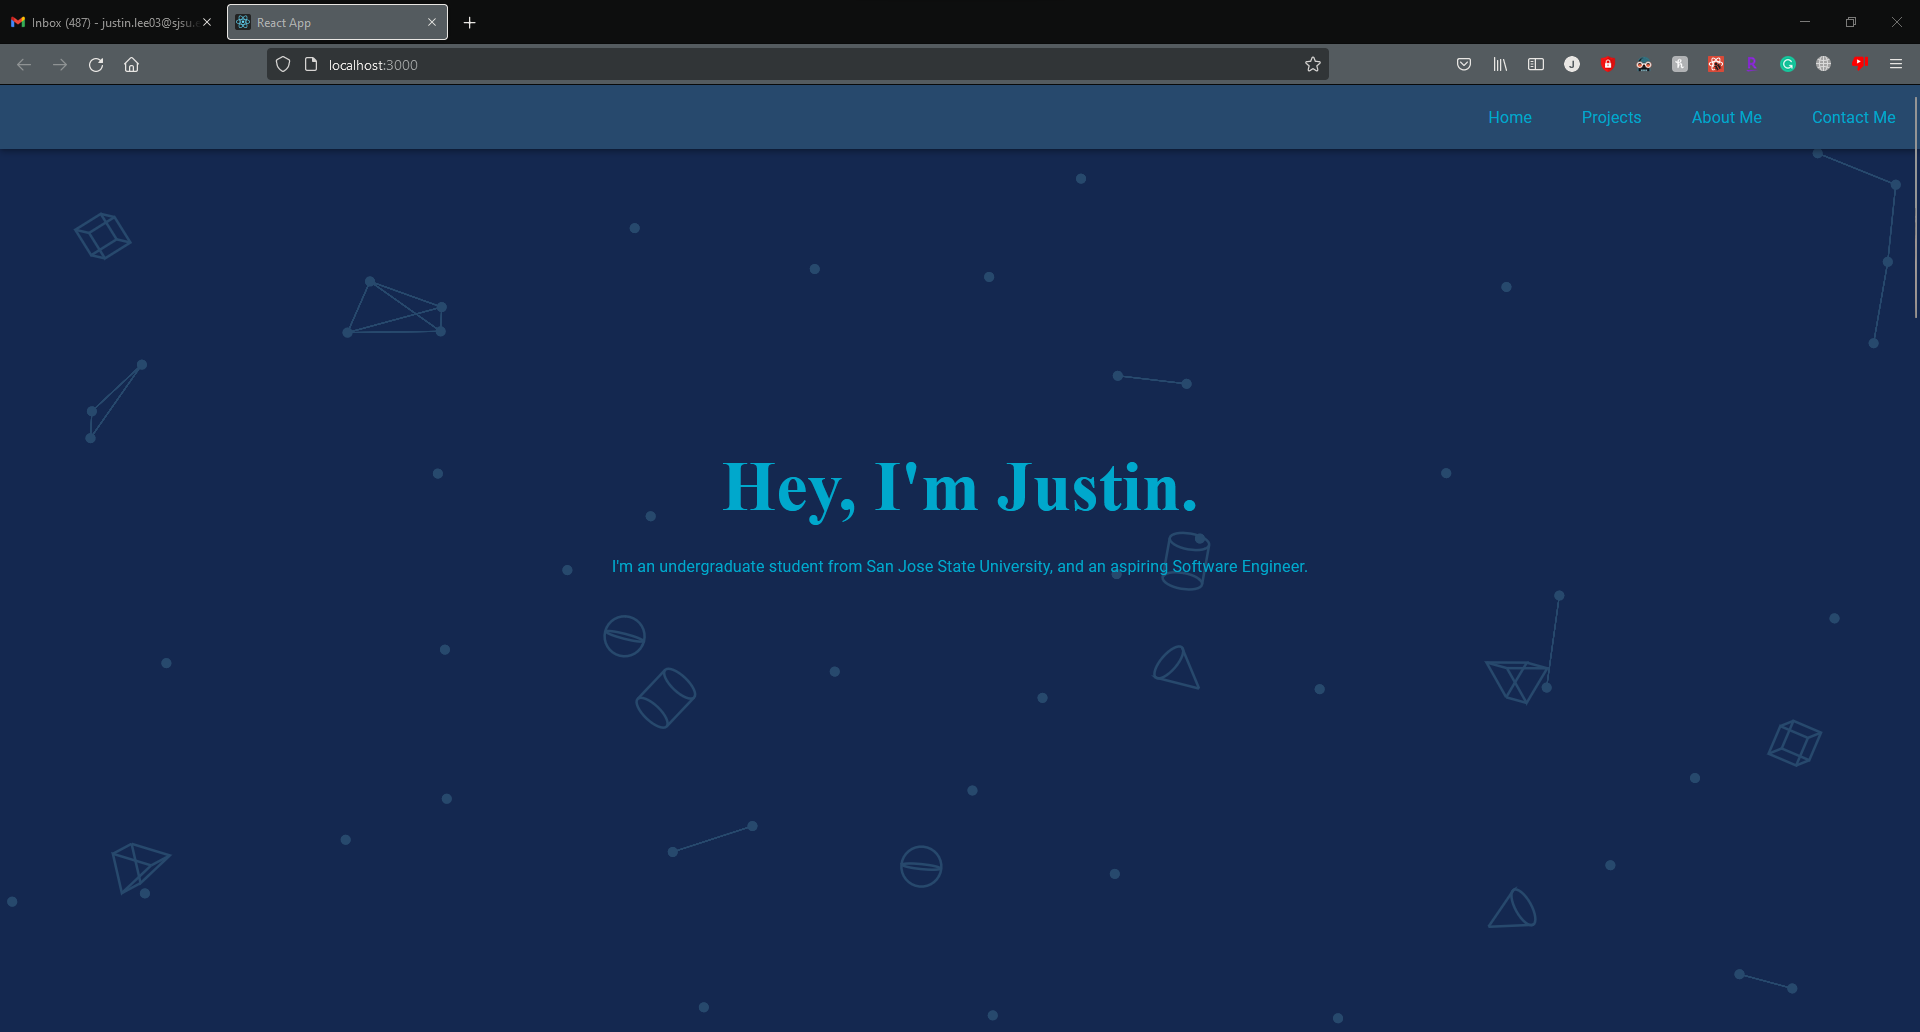 Inbox (487) - justin.lee03@sjsu.e
React App
localhost:3000
J
Home
Projects
About Me
Contact Me
Hey, I'm Justin.
I'm an undergraduate student from San Jose State University, and an aspiring Software Engineer.